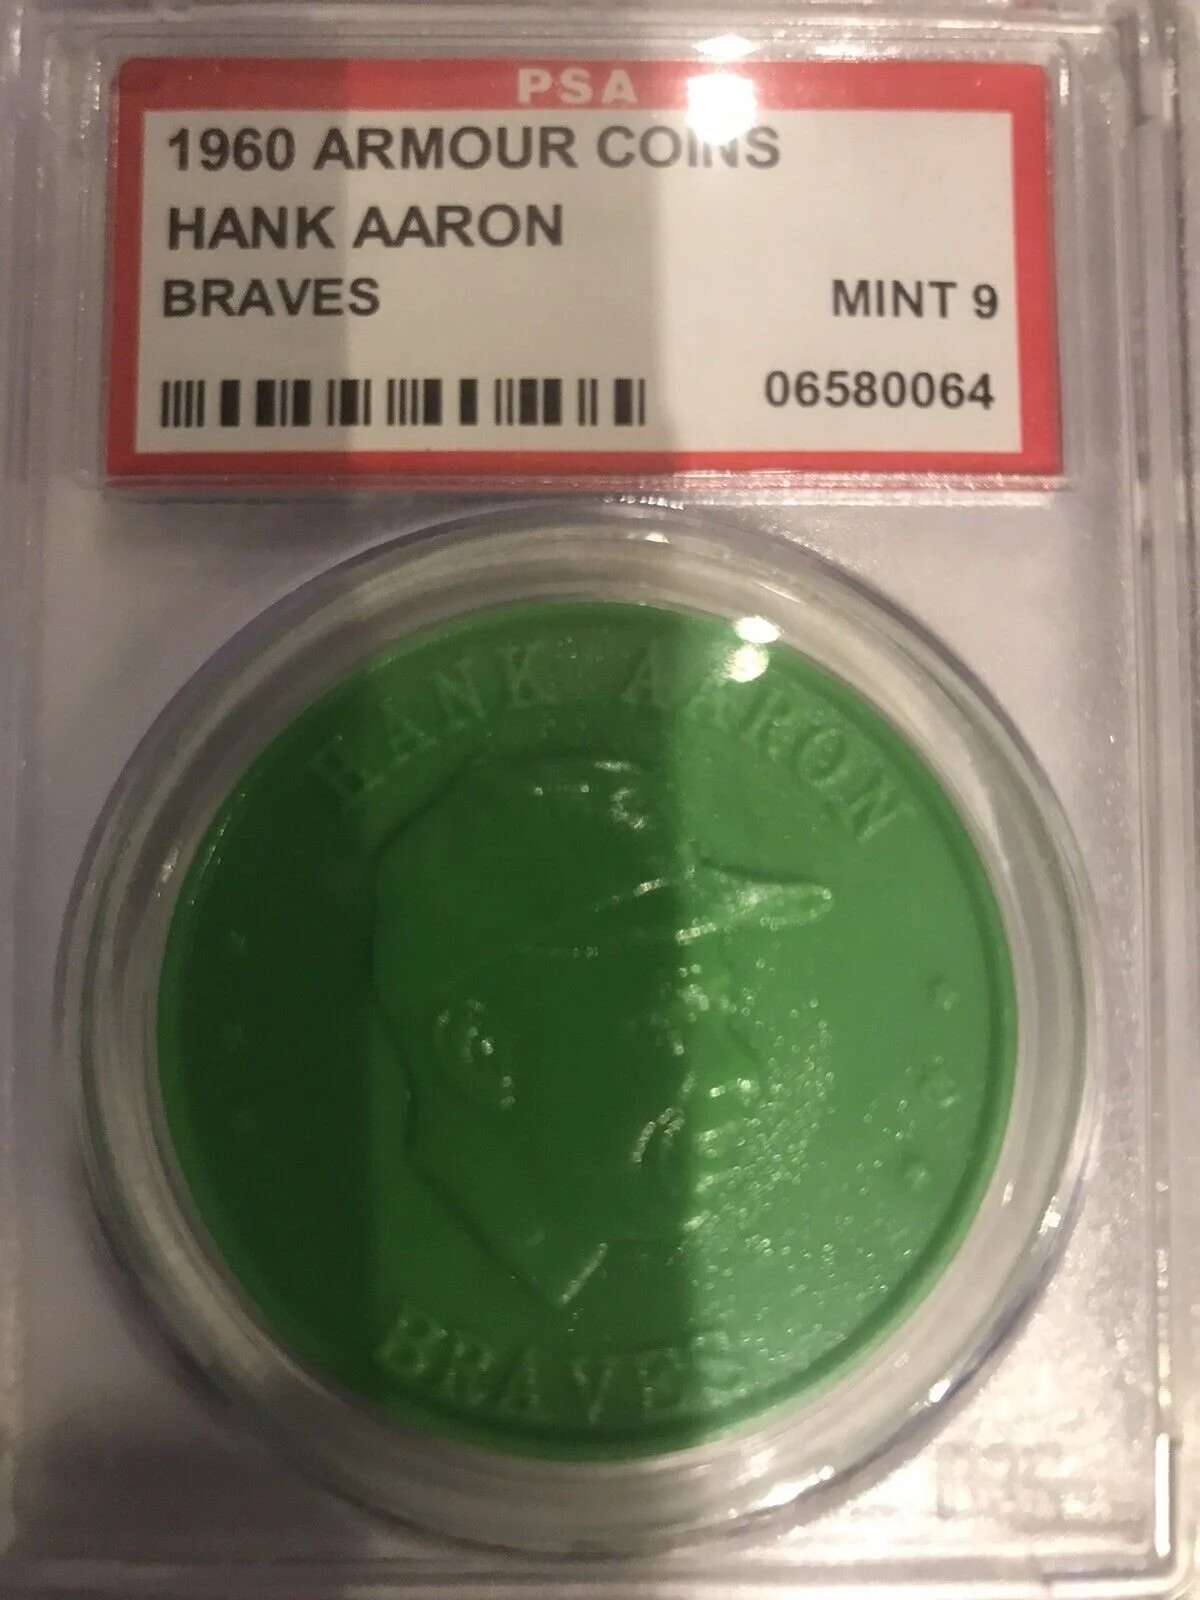 PSA
1960 ARMOUR COINS
HANK AARON
BRAVES
MINT 9
06580064
HANK AARON
BRAVES